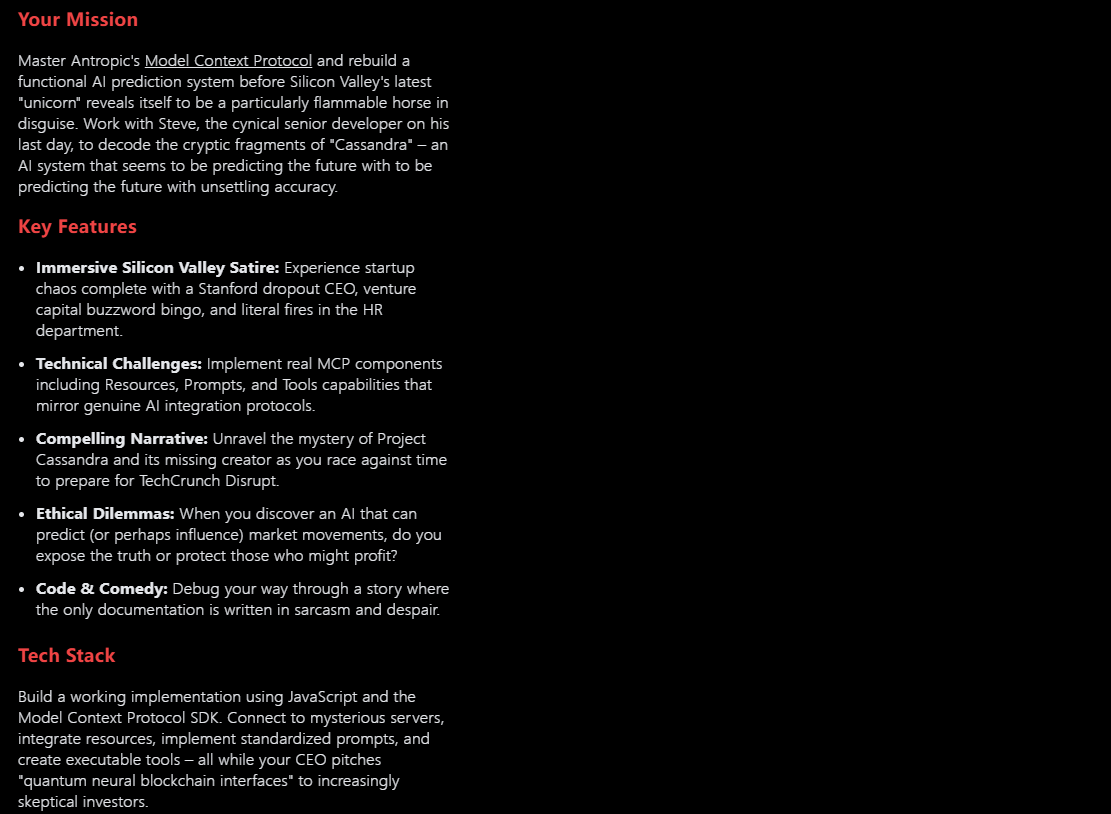 Your Mission
Master Antropic's Model Context Protocol and rebuild a
functional AI prediction system before Silicon Valley's latest
"unicorn" reveals itself to be a particularly flammable horse in
disguise. Work with Steve, the cynical senior developer on his
last day, to decode the cryptic fragments of "Cassandra" – an
AI system that seems to be predicting the future with to be
predicting the future with unsettling accuracy.
Key Features
• Immersive Silicon Valley Satire: Experience startup
chaos complete with a Stanford dropout CEO, venture
capital buzzword bingo, and literal fires in the HR
department.
• Technical Challenges: Implement real MCP components
including Resources, Prompts, and Tools capabilities that
mirror genuine AI integration protocols.
• Compelling Narrative: Unravel the mystery of Project
Cassandra and its missing creator as you race against time
to prepare for TechCrunch Disrupt.
• Ethical Dilemmas: When you discover an AI that can
predict (or perhaps influence) market movements, do you
expose the truth or protect those who might profit?
• Code & Comedy: Debug your way through a story where
the only documentation is written in sarcasm and despair.
Tech Stack
Build a working implementation using JavaScript and the
Model Context Protocol SDK. Connect to mysterious servers,
integrate resources, implement standardized prompts, and
create executable tools – all while your CEO pitches
"quantum neural blockchain interfaces" to increasingly
skeptical investors.